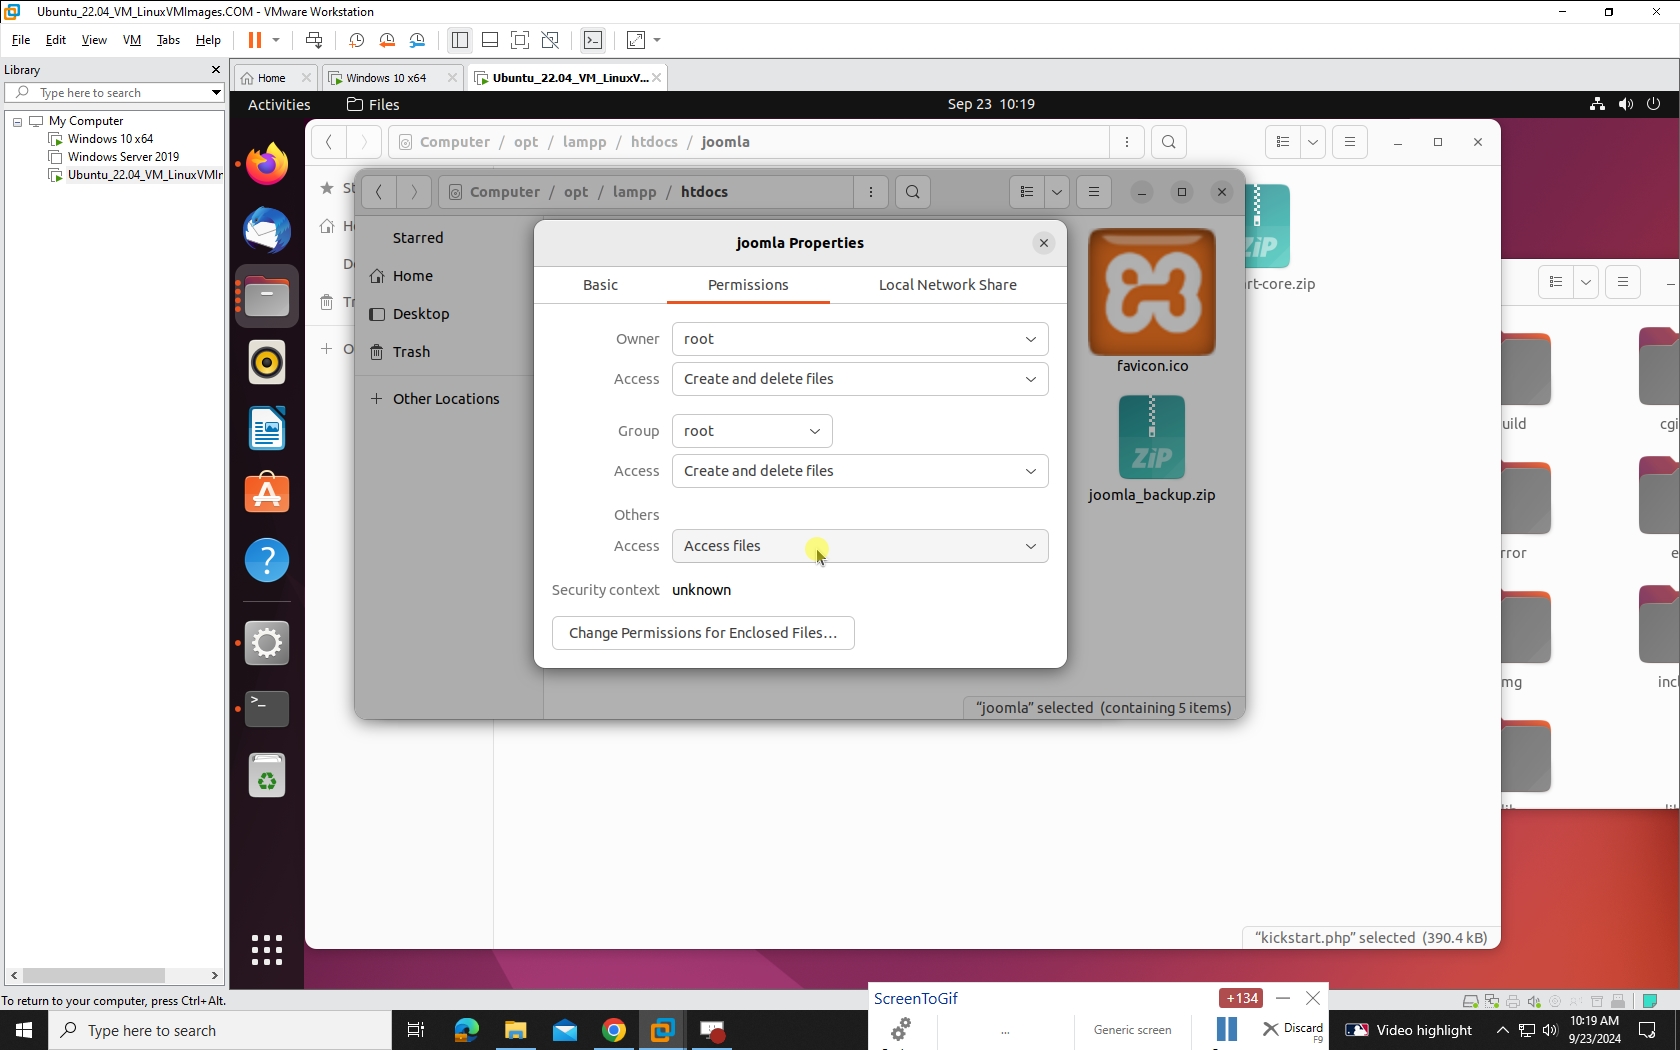 Ubuntu_22.04_VM_LinuxVMImages.COM - VMware Workstation
File Edit View VM Tabs Help
Library
Type here to search
My Computer
Windows 10 x64
Windows Server 2019
Ubuntu_22.04_VM_LinuxVMIr
Home
Windows 10 x64
Ubuntu_22.04_VM_LinuxV...
Activities
Files
Sep 23 10:19
Computer / opt / lampp / htdocs / joomla
St
H
D
Tr
O
Computer / opt / lampp / htdocs
Starred
Home
Desktop
Trash
Other Locations
joomla Properties
Basic
Permissions
Local Network Share
Owner root
Access Create and delete files
Group root
Access Create and delete files
Others
Access Access files
Security context unknown
Change Permissions for Enclosed Files...
favicon.ico
ZiP
joomla_backup.zip
"joomla" selected (containing 5 items)
ZiP
rt-core.zip
uild
cgi
rror
e
mg
incl
"kickstart.php" selected (390.4 kB)
To return to your computer, press Ctrl+Alt.
ScreenToGif
+134
...
Generic screen
Discard
F9
Type here to search
Video highlight
10:19 AM
9/23/2024